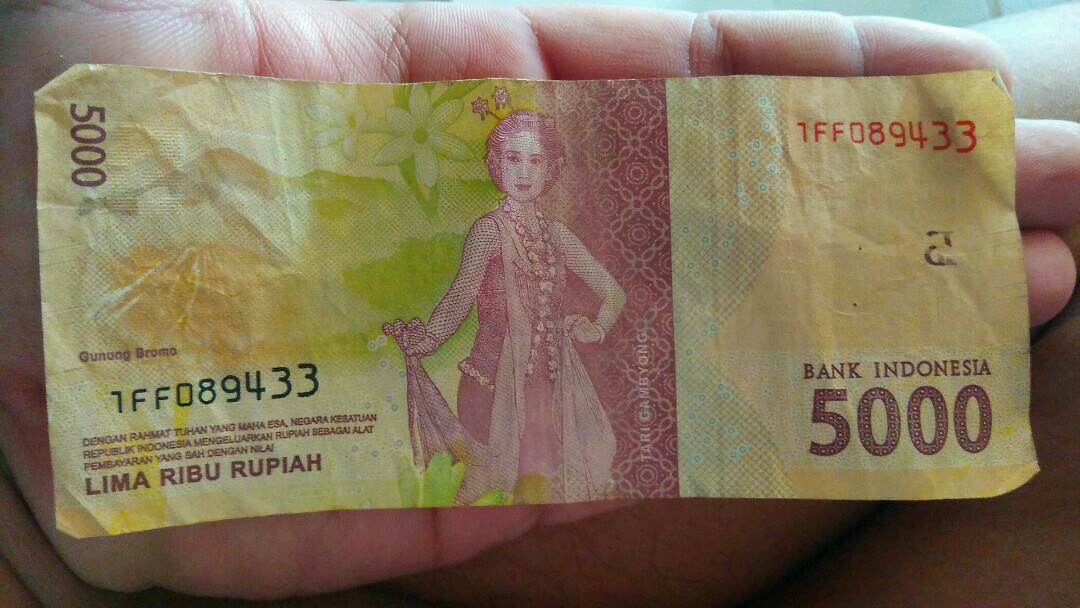 5000
1FF089433
Gunung Bromo
1FF089433
DENGAN RAHMAT TUHAN YANG MAHA ESA, NEGARA KESATUAN
REPUBLIK INDONESIA MENGELUARKAN RUPIAH SEBAGAI ALAT
PEMBAYARAN YANG SAH DENGAN NILAI
LIMA RIBU RUPIAH
TARI GAMBYONG
BANK INDONESIA
5000